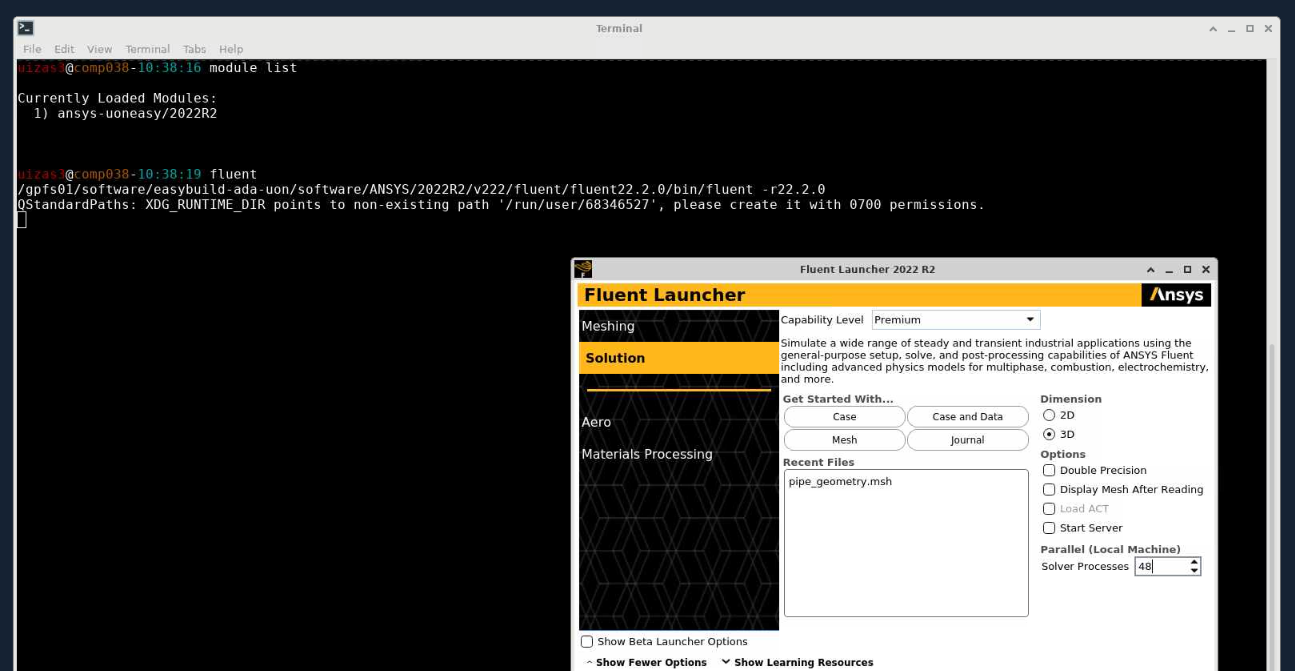 Terminal
File Edit View Terminal Tabs Help
uizas3@comp038-10:38:16 module list
Currently Loaded Modules:
1) ansys-uoneasy/2022R2
uizas3@comp038-10:38:19 fluent
/gpfs01/software/easybuild-ada-uon/software/ANSYS/2022R2/v222/fluent/fluent22.2.0/bin/fluent -r22.2.0
QStandardPaths: XDG_RUNTIME_DIR points to non-existing path '/run/user/68346527', please create it with 0700 permissions.
Fluent Launcher 2022 R2
Fluent Launcher
Ansys
Meshing
Solution
Aero
Materials Processing
Capability Level Premium
Simulate a wide range of steady and transient industrial applications using the
general-purpose setup, solve, and post-processing capabilities of ANSYS Fluent
including advanced physics models for multiphase, combustion, electrochemistry,
and more.
Get Started With...
Case Case and Data
Mesh Journal
Recent Files
pipe_geometry.msh
Dimension
2D
3D
Options
Double Precision
Display Mesh After Reading
Load ACT
Start Server
Parallel (Local Machine)
Solver Processes 48
Show Beta Launcher Options
Show Fewer Options Show Learning Resources